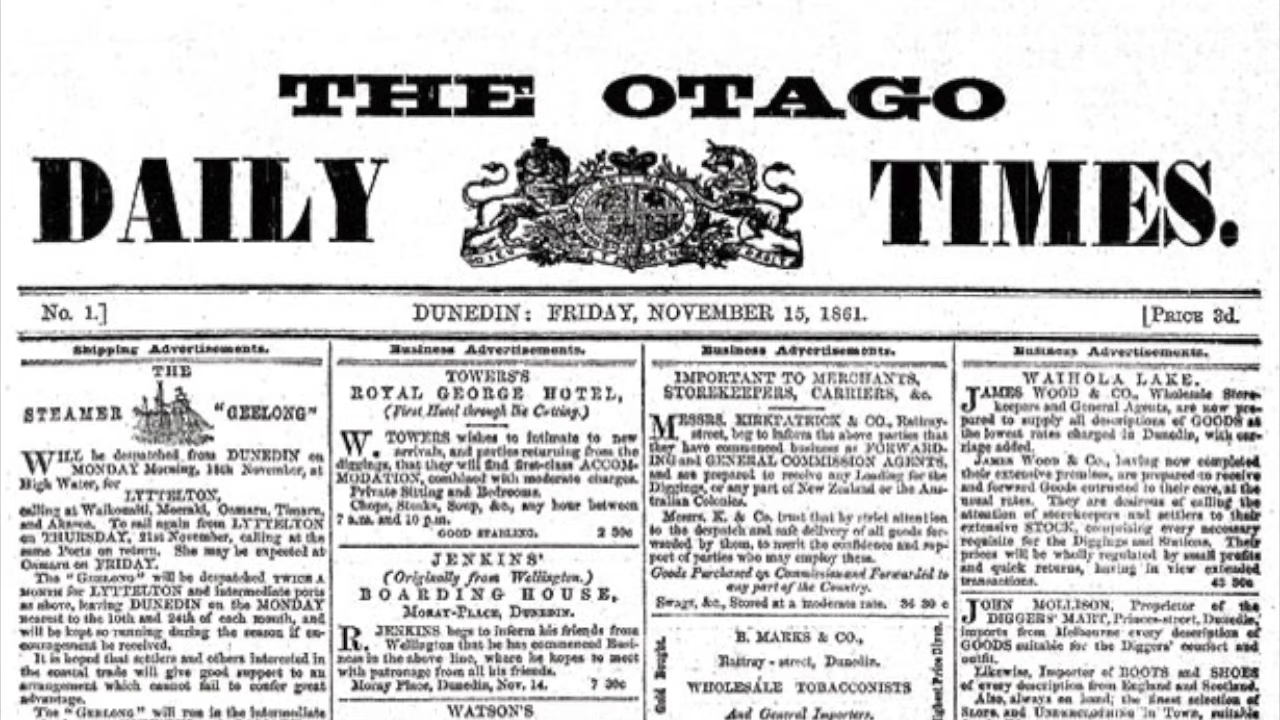 THE OTAGO
DAILY TIMES.
No. 1.]
DUNEDIN: FRIDAY, NOVEMBER 15, 1861.
[PRICE 3d.
Shipping Advertisements.
THE
STEAMER "GEELONG"
WILL be despatched from DUNEDIN on
MONDAY Morning, 18th November, at
High Water, for
LYTTELTON,
calling at Waikouaiti, Moeraki, Oamaru, Timaru,
and Akaroa. To sail again from LYTTELTON
on THURSDAY, 21st November, calling at the
same Ports on return. She may be expected at
Oamaru on FRIDAY.
The "GEELONG" will be despatched TWICE A
MONTH for LYTTELTON and intermediate ports
as above, leaving DUNEDIN on the MONDAY
nearest to the 10th and 24th of each month, and
will be kept so running during the season if en-
couragement be received.
It is hoped that settlers and others interested in
the coastal trade will give good support to an
arrangement which cannot fail to confer great
advantage.
The "GEELONG" will run in the intermediate
Business Advertisements.
TOWERS'S
ROYAL GEORGE HOTEL,
(First Hotel through the Cutting.)
W. TOWERS wishes to intimate to new
arrivals, and parties returning from the
diggings, that they will find first-class ACCOM-
MODATION, combined with moderate charges.
Private Sitting and Bedrooms.
Chops, Steaks, Soup, &c., any hour between
7 a.m. and 10 p.m.
GOOD STABLING. 2 30c
JENKINS'
(Originally from Wellington.)
BOARDING HOUSE,
MORAY-PLACE, DUNEDIN.
R. JENKINS begs to inform his friends from
Wellington that he has commenced Busi-
ness in the above line, where he hopes to meet
with patronage from all his friends.
Moray Place, Dunedin, Nov. 14. 7 30c
WATSON'S
Business Advertisements.
IMPORTANT TO MERCHANTS,
STOREKEEPERS, CARRIERS, &c.
MESSRS. KIRKPATRICK & CO., Rattray-
street, beg to inform the above parties that
they have commenced business as FORWARD-
ING and GENERAL COMMISSION AGENTS,
and are prepared to receive any Loading for the
Diggings, or any part of New Zealand or the Aus-
tralian Colonies.
Messrs. K. & Co. trust that by strict attention
to the despatch and safe delivery of all goods for-
warded by them, to merit the confidence and sup-
port of parties who may employ them.
Goods Purchased on Commission and Forwarded to
any part of the Country.
Swags, &c., Stored at a moderate rate. 34 30 c
Gold Bought.
B. MARKS & CO.,
Rattray-street, Dunedin.
WHOLESALE TOBACCONISTS
And General Importers.
Highest Price Given.
Business Advertisements.
WAIHOLA LAKE.
JAMES WOOD & CO., Wholesale Store-
keepers and General Agents, are now pre-
pared to supply all descriptions of GOODS at
the lowest rates charged in Dunedin, with car-
riage added.
JAMES WOOD & Co., having now completed
their extensive premises, are prepared to receive
and forward Goods entrusted to their care, at the
usual rates. They are desirous of calling the
attention of storekeepers and settlers to their
extensive STOCK, comprising every necessary
requisite for the Diggings and Stations. Their
prices will be wholly regulated by small profits
and quick returns, having in view extended
transactions. 43 30c
JOHN MOLLISON, Proprietor of the
DIGGERS' MART, Princes-street, Dunedin,
imports from Melbourne every description of
GOODS suitable for the Diggers' comfort and
outfit.
Likewise, Importer of BOOTS and SHOES
of every description from England and Scotland.
Also, always on hand; the finest selection of
SLOPS, and UNDERCLOTHING in Town, suitable